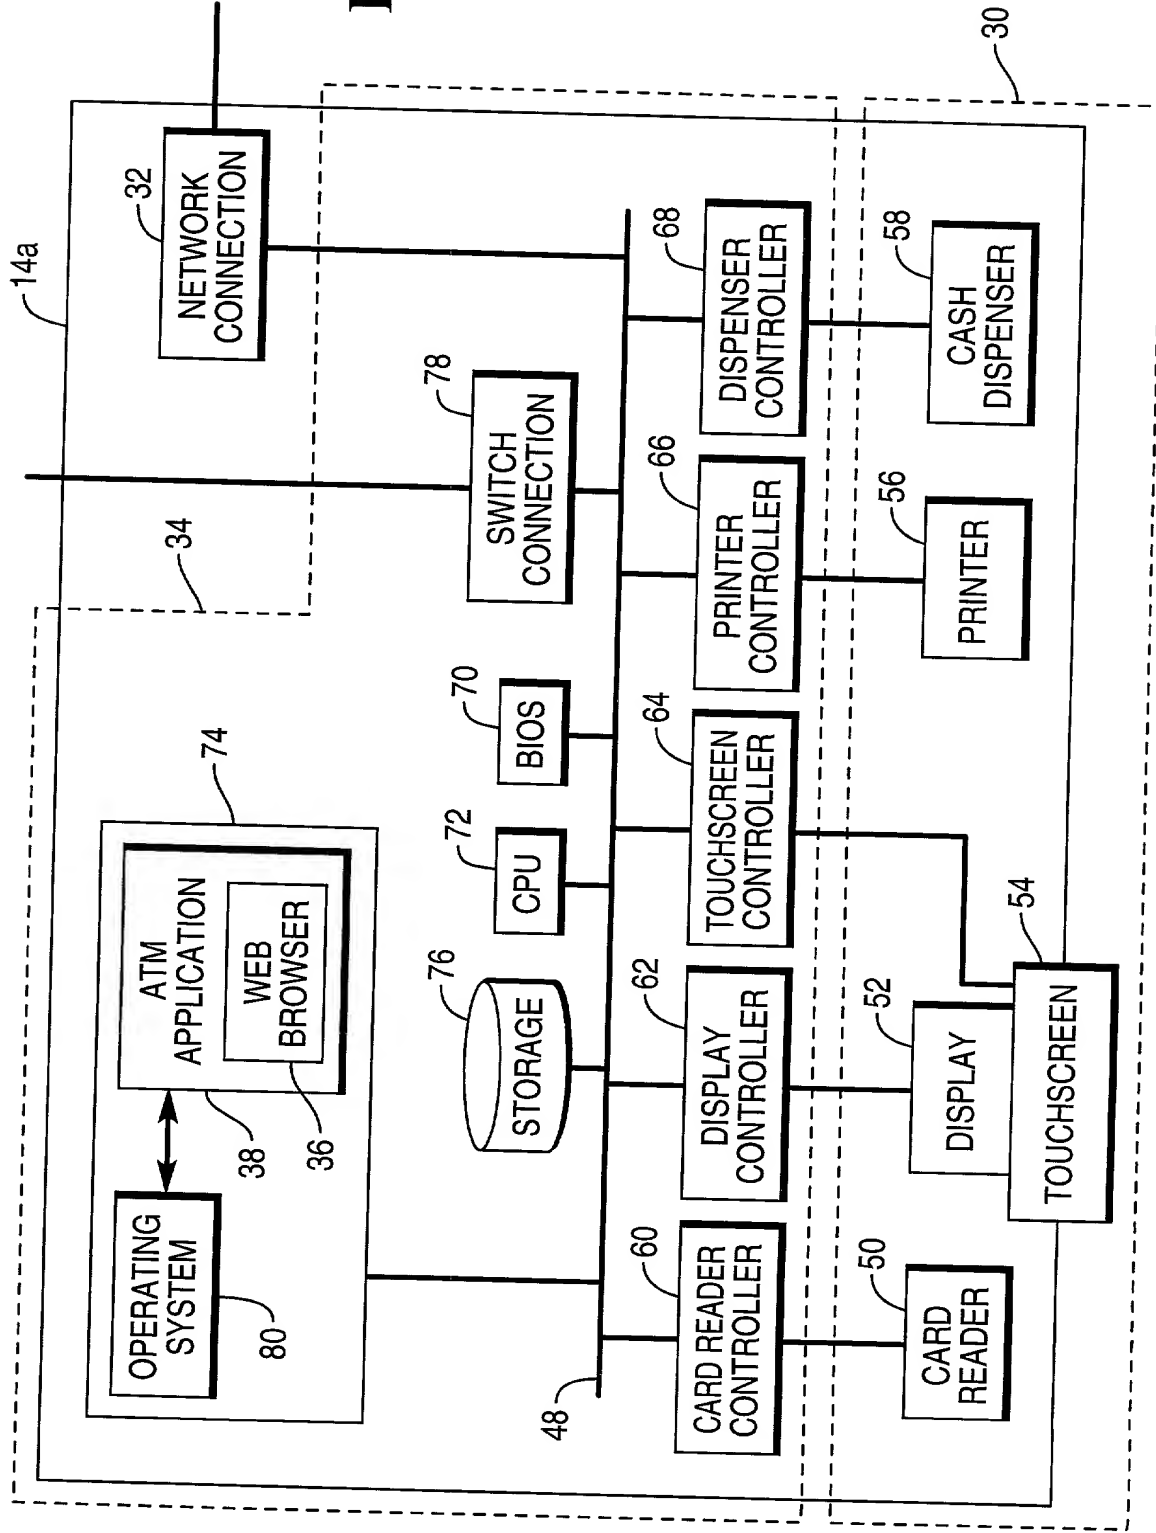 14a
34
74
OPERATING
SYSTEM
80
ATM
APPLICATION
38
WEB
BROWSER
36
NETWORK
CONNECTION
32
STORAGE
76
CPU
72
BIOS
70
SWITCH
CONNECTION
78
48
CARD READER
CONTROLLER
60
DISPLAY
CONTROLLER
62
TOUCHSCREEN
CONTROLLER
64
PRINTER
CONTROLLER
66
DISPENSER
CONTROLLER
68
CARD
READER
50
DISPLAY
52
TOUCHSCREEN
54
PRINTER
56
CASH
DISPENSER
58
30